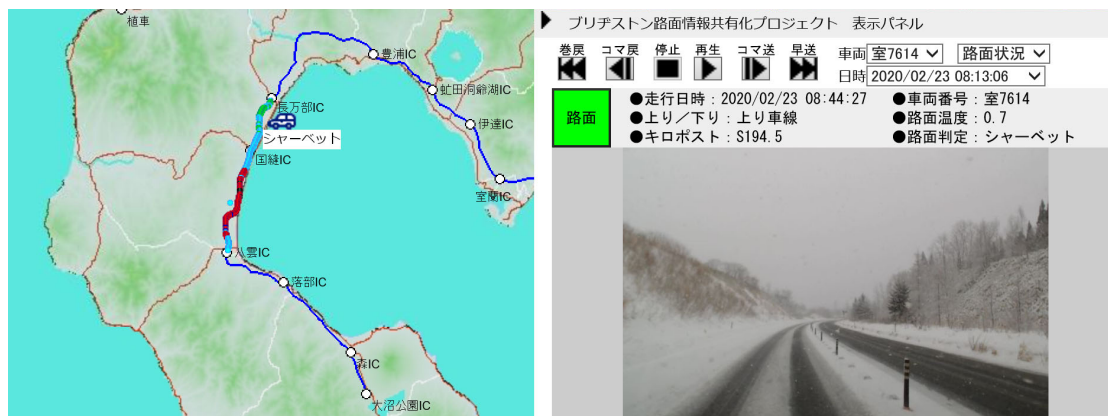 植車
豊浦IC
虻田洞爺湖IC
長万部IC
伊達IC
シャーベット
国縫IC
室蘭IC
八雲IC
落部IC
森IC
大沼公園IC
ブリヂストン路面情報共有化プロジェクト　表示パネル
巻戻 コマ戻 停止 再生 コマ送 早送
車両 室7614 路面状況
日時 2020/02/23 08:13:06
路面
●走行日時：2020/02/23 08:44:27 ●車両番号：室7614
●上り／下り：上り車線 ●路面温度：0.7
●キロポスト：S194.5 ●路面判定：シャーベット